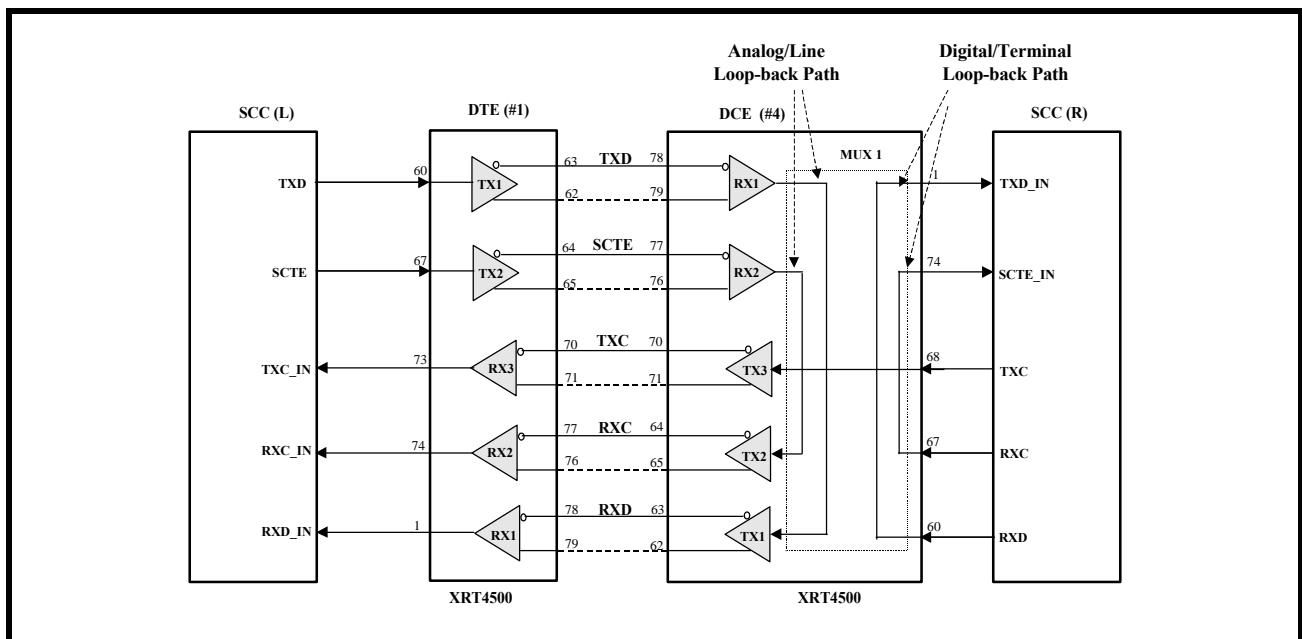 Analog/Line
Loop-back Path
Digital/Terminal
Loop-back Path
SCC (L)
DTE (#1)
DCE (#4)
SCC (R)
MUX 1
TXD
60
TX1
63
TXD
78
62
79
RX1
1
TXD_IN
SCTE
67
TX2
64
SCTE
77
65
76
RX2
74
SCTE_IN
TXC_IN
73
RX3
70
TXC
70
71
71
TX3
68
TXC
RXC_IN
74
RX2
77
RXC
64
76
65
TX2
67
RXC
RXD_IN
1
RX1
78
RXD
63
79
62
TX1
60
RXD
XRT4500
XRT4500